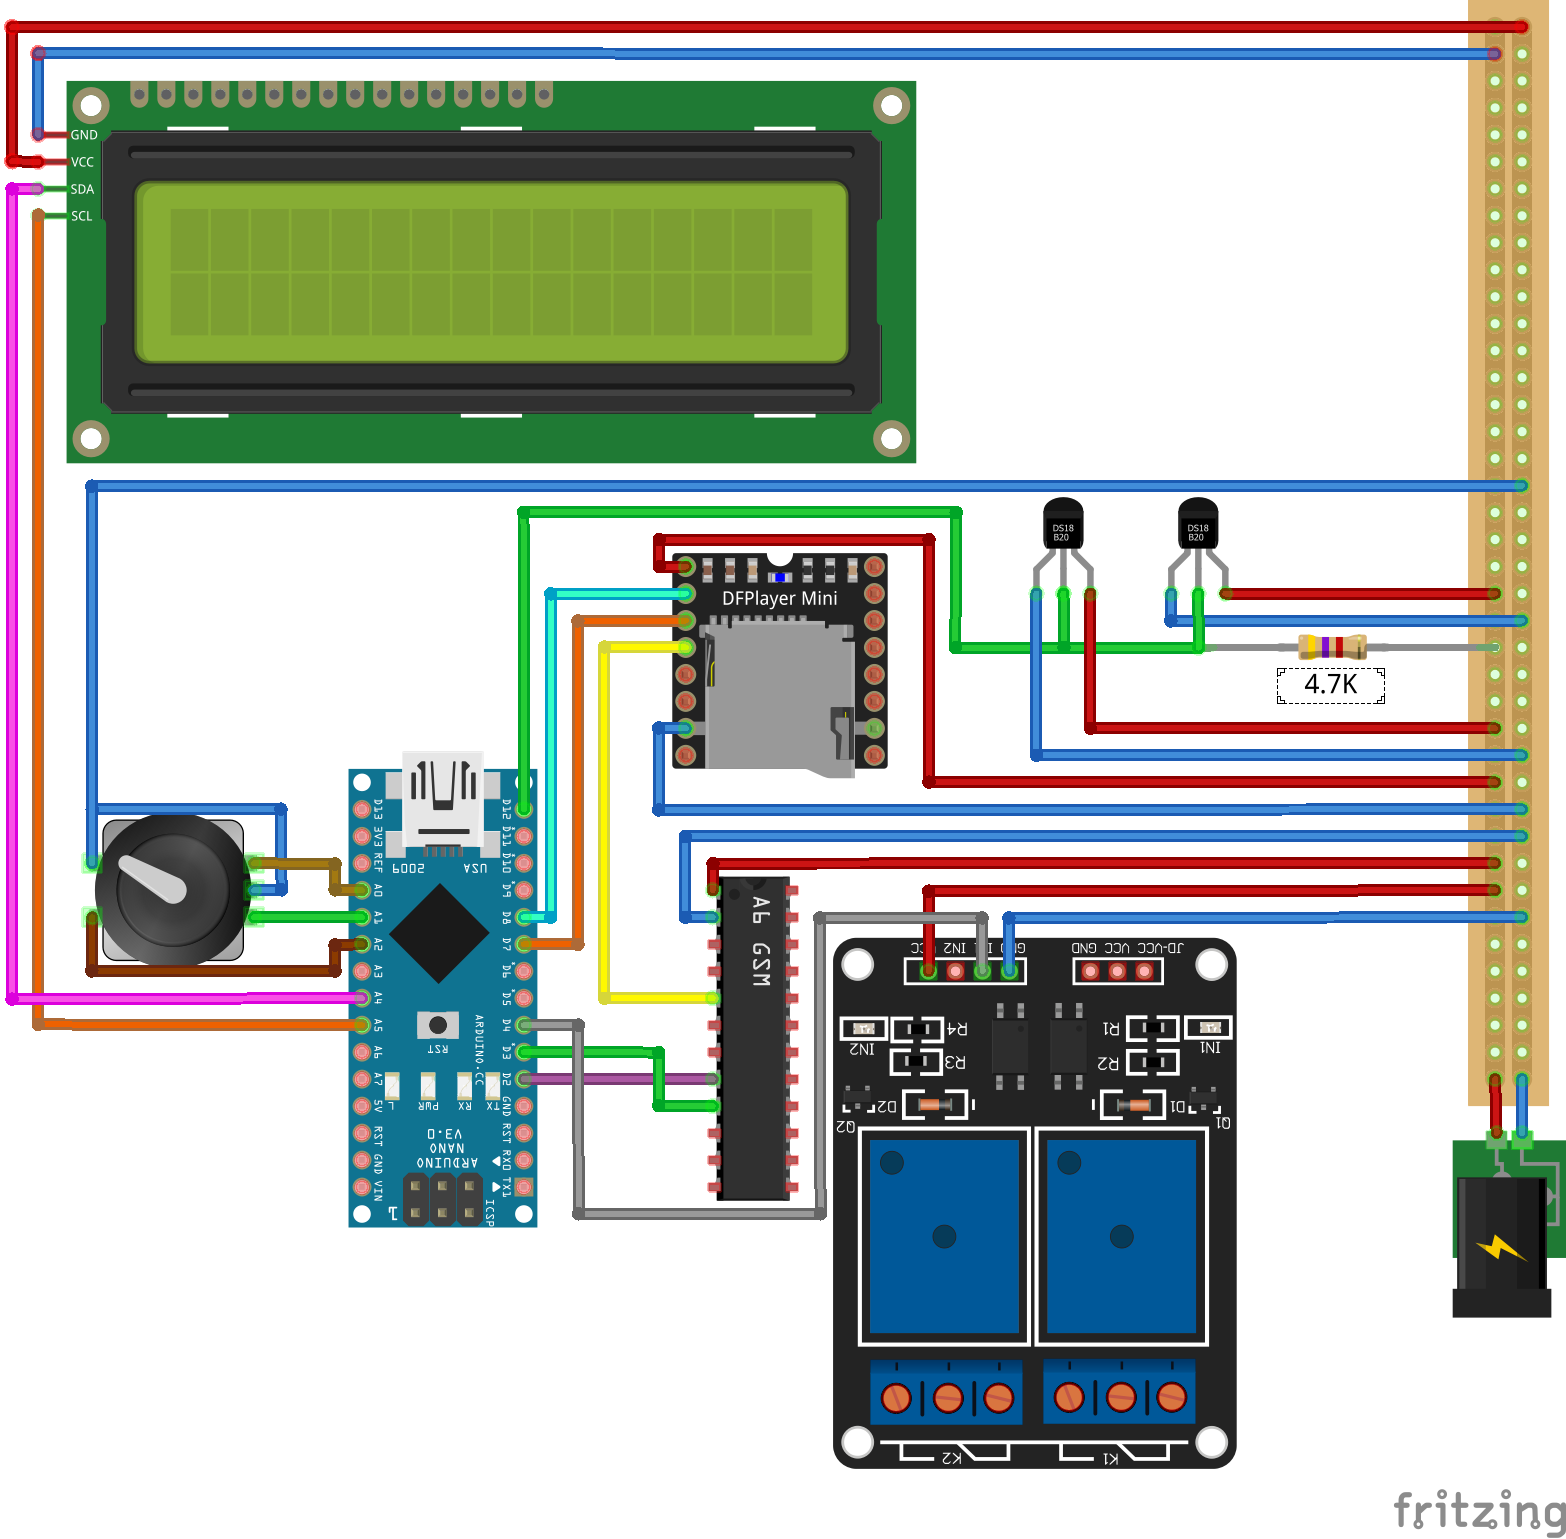 GND
VCC
SDA
SCL
DS18
B20
DS18
B20
DFPlayer Mini
4.7K
D13
3V3
REF
A0
A1
A2
A3
A4
A5
A6
A7
5V
RST
GND
VIN
D12
D11
D10
D9
D8
D7
D6
D5
D4
D3
D2
GND
RST
RX0
TX1
2009
USA
RST
ARDUINO.CC
L
PWR
RX
TX
ARDUINO
NANO
V3.0
1
ICSP
A6 GSM
IN2
GND
VCC
GND
VCC
JD-VCC
IN2
R4
R3
R1
R2
IN1
Q2
D2
D1
Q1
K2
K1
fritzing